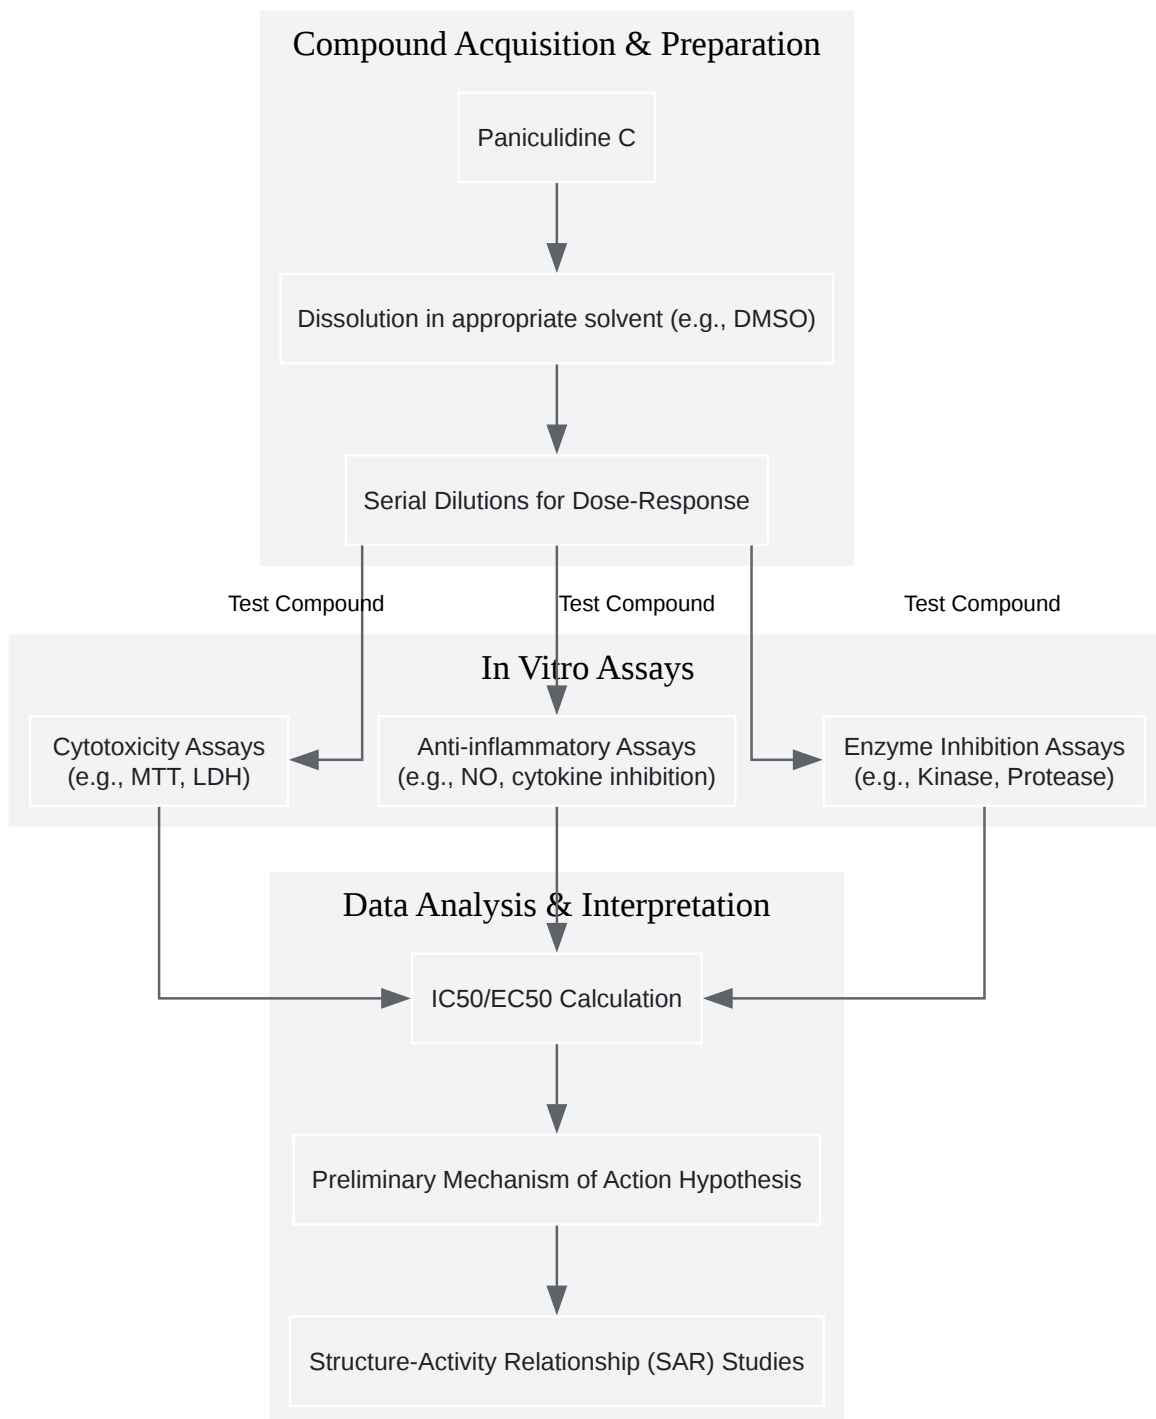 Compound Acquisition & Preparation
Paniculidine C
Dissolution in appropriate solvent (e.g., DMSO)
Serial Dilutions for Dose-Response
Test Compound
Test Compound
Test Compound
In Vitro Assays
Cytotoxicity Assays
(e.g., MTT, LDH)
Anti-inflammatory Assays
(e.g., NO, cytokine inhibition)
Enzyme Inhibition Assays
(e.g., Kinase, Protease)
Data Analysis & Interpretation
IC50/EC50 Calculation
Preliminary Mechanism of Action Hypothesis
Structure-Activity Relationship (SAR) Studies